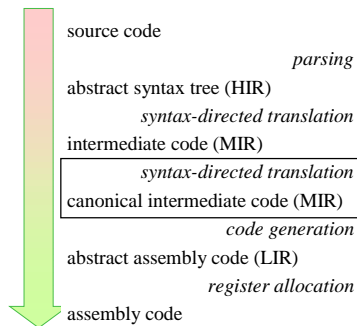 source code
parsing
abstract syntax tree (HIR)
syntax-directed translation
intermediate code (MIR)
syntax-directed translation
canonical intermediate code (MIR)
code generation
abstract assembly code (LIR)
register allocation
assembly code